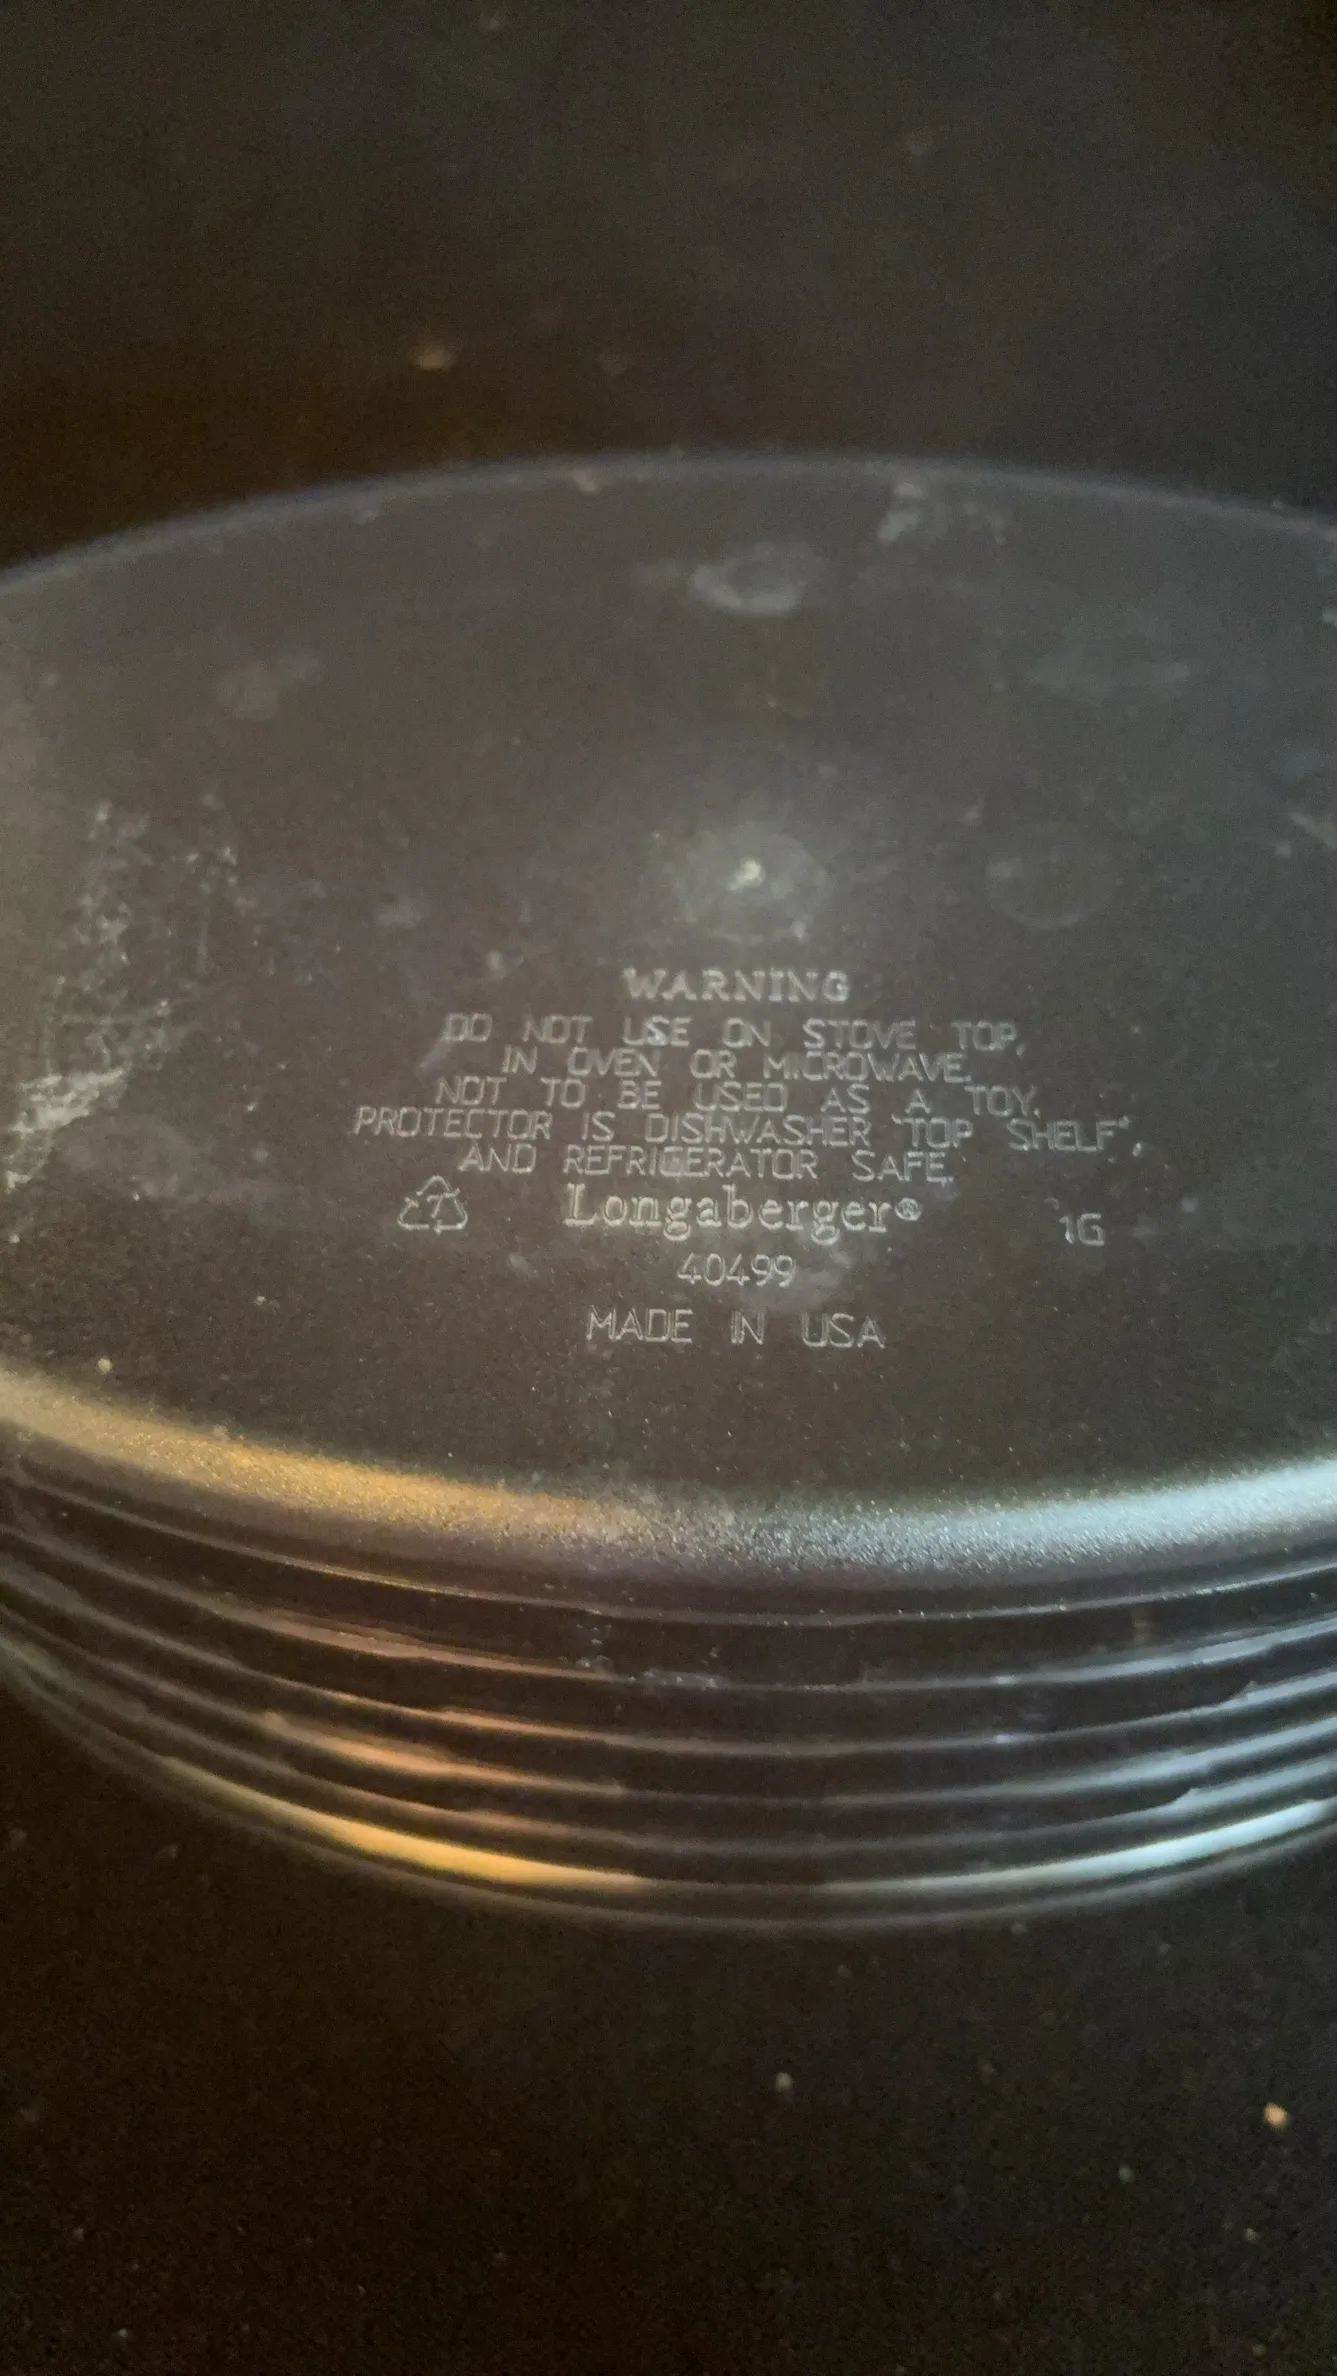 WARNING
DO NOT USE ON STOVE TOP,
IN OVEN OR MICROWAVE.
NOT TO BE USED AS A TOY.
PROTECTOR IS DISHWASHER "TOP SHELF",
AND REFRIGERATOR SAFE.
7 Longaberger® 1G
40499
MADE IN USA